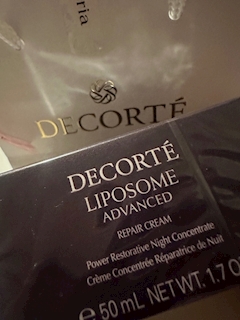 ria
DECORTÉ
DECORTÉ
LIPOSOME
ADVANCED
REPAIR CREAM
Power Restorative Night Concentrate
Crème Concentrée Réparatrice de Nuit
e 50 mL NET WT. 1.7 O